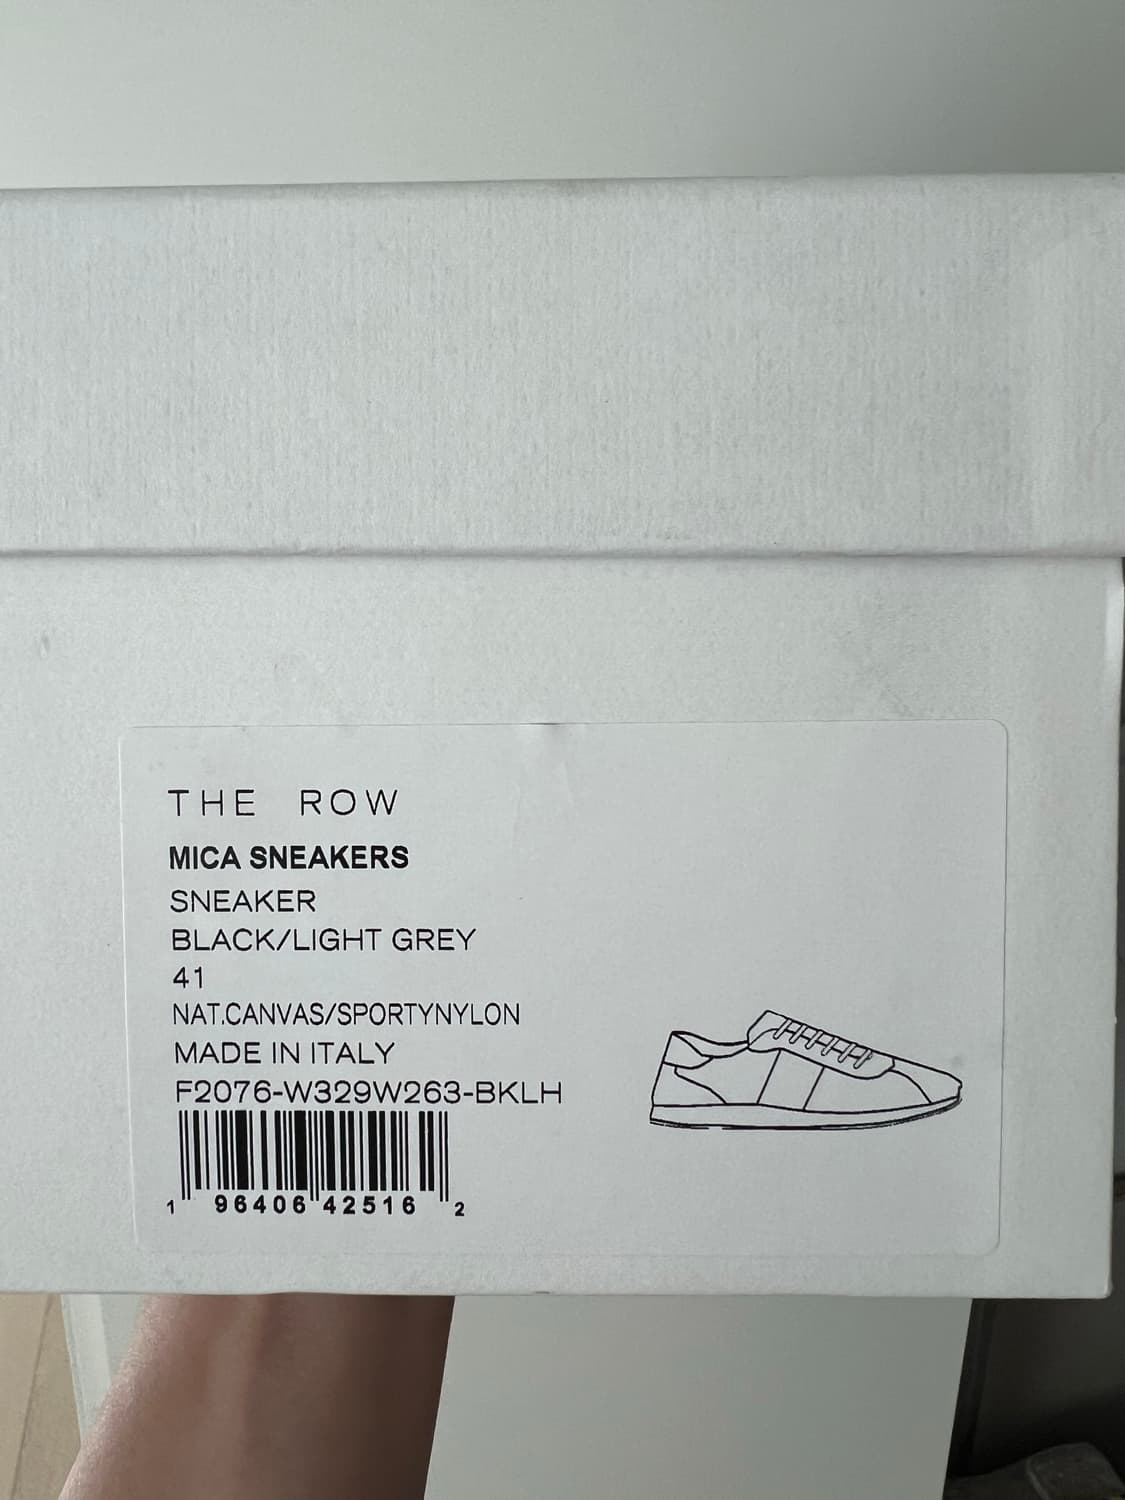 THE ROW
MICA SNEAKERS
SNEAKER
BLACK/LIGHT GREY
41
NAT.CANVAS/SPORTYNYLON
MADE IN ITALY
F2076-W329W263-BKLH
1 96406 42516 2